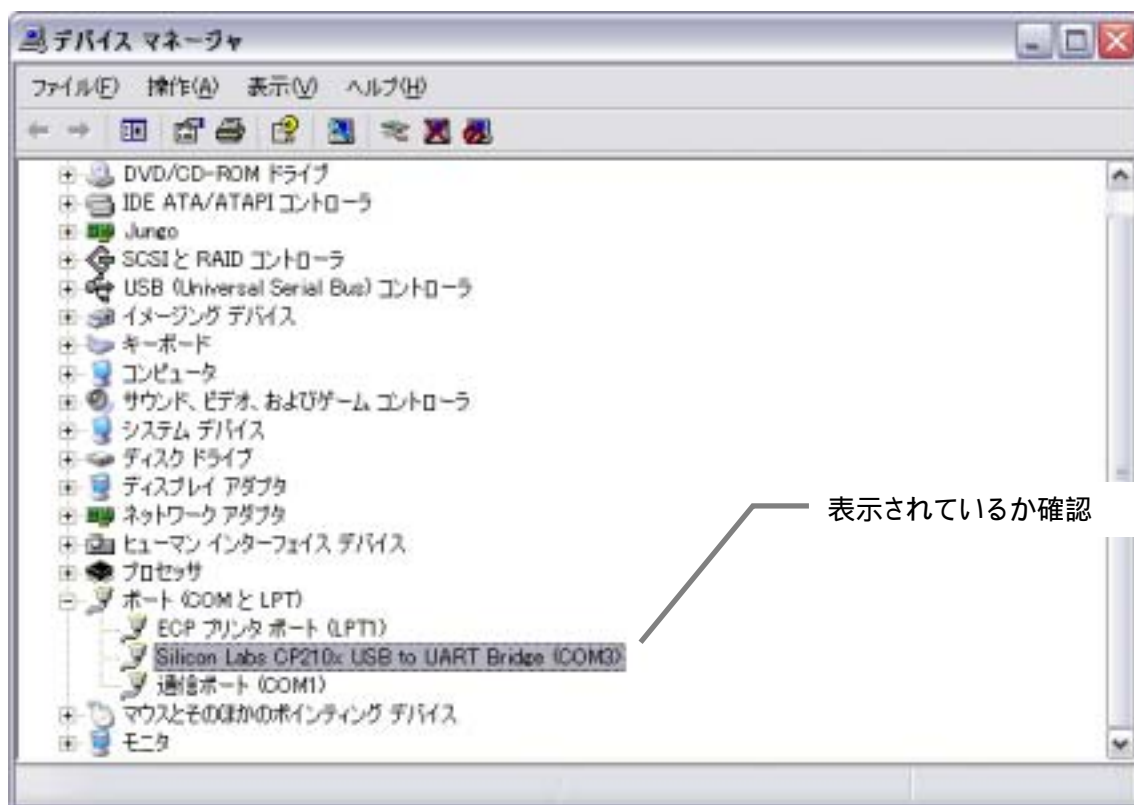 デバイス マネージャ
ファイル(F) 操作(A) 表示(V) ヘルプ(H)
DVD/CD-ROM ドライブ
IDE ATA/ATAPI コントローラ
Jungo
SCSI と RAID コントローラ
USB (Universal Serial Bus) コントローラ
イメージング デバイス
キーボード
コンピュータ
サウンド、ビデオ、およびゲーム コントローラ
システム デバイス
ディスク ドライブ
ディスプレイ アダプタ
表示されているか確認
ネットワーク アダプタ
ヒューマン インターフェイス デバイス
プロセッサ
ポート (COM と LPT)
ECP プリンタ ポート (LPT1)
Silicon Labs CP210x USB to UART Bridge (COM3)
通信ポート (COM1)
マウスとそのほかのポインティング デバイス
モニタ